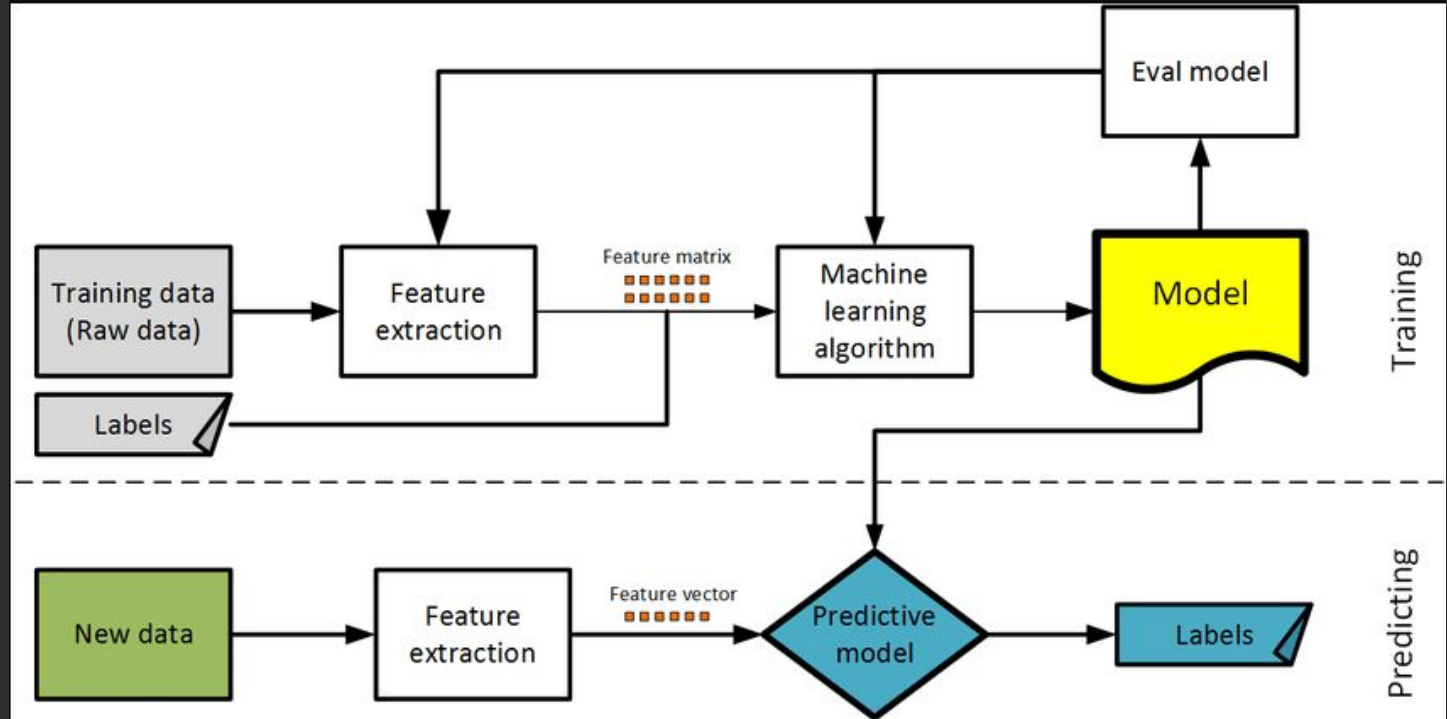 Eval model
Training data
(Raw data)
Feature
extraction
Feature matrix
Machine
learning
algorithm
Model
Training
Labels
New data
Feature
extraction
Feature vector
Predictive
model
Labels
Predicting